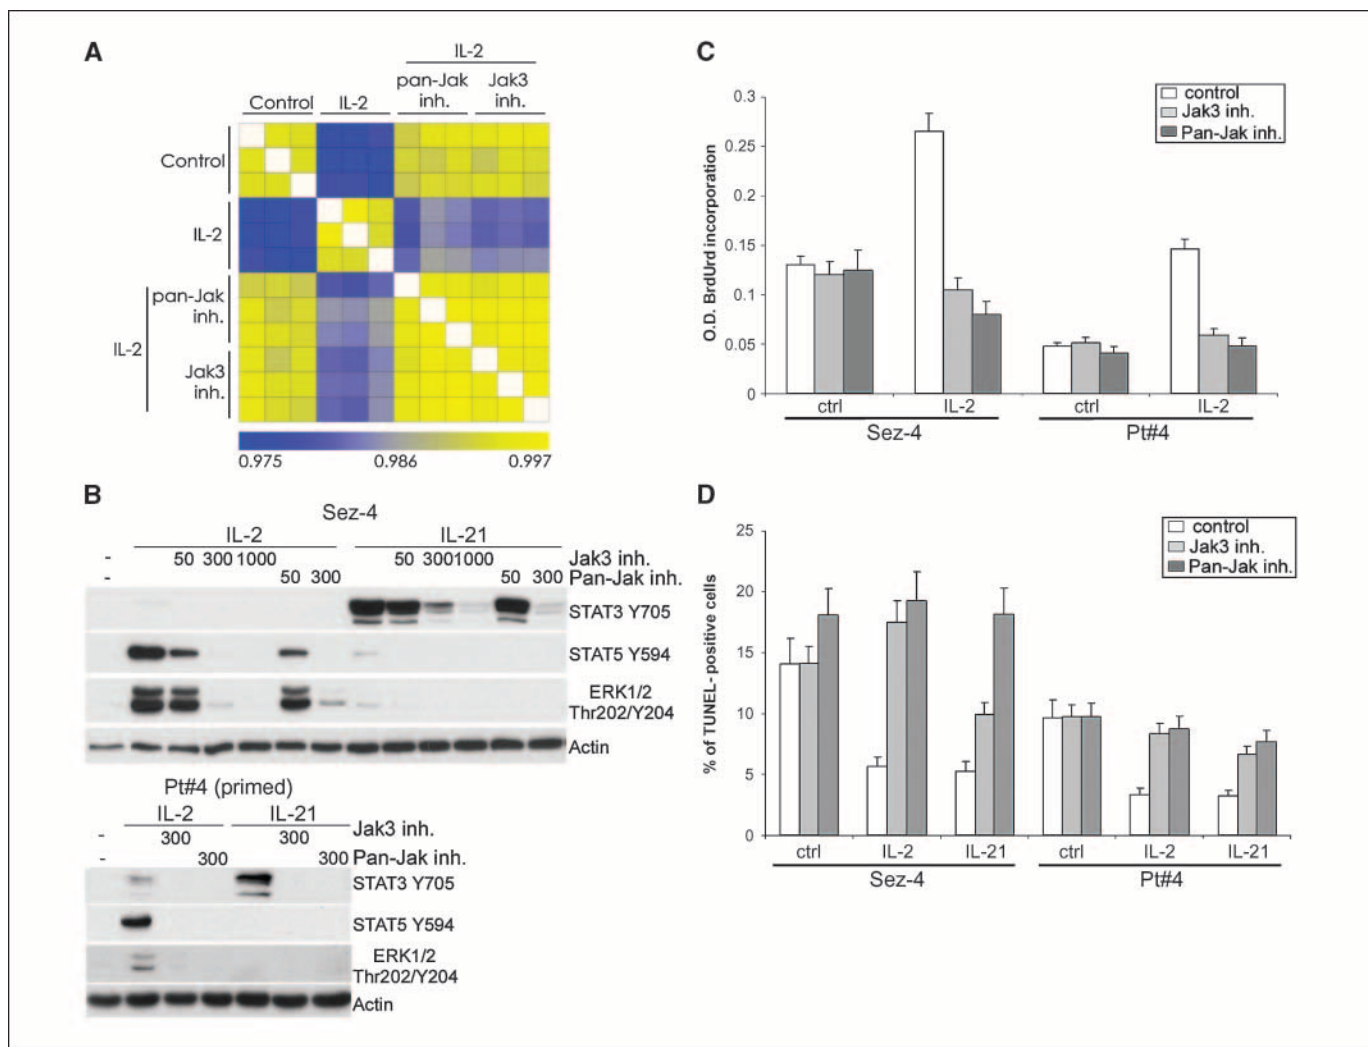 A
IL-2
pan-Jak inh.
Jak3 inh.
Control
IL-2
Control
IL-2
pan-Jak inh.
IL-2
Jak3 inh.
0.975 0.986 0.997
B
Sez-4
IL-2 IL-21
- 50 300 1000 50 300 1000 Jak3 inh.
- 50 300 50 300 Pan-Jak inh.
STAT3 Y705
STAT5 Y594
ERK1/2
Thr202/Y204
Actin
Pt#4 (primed)
IL-2 IL-21
- 300 300 Jak3 inh.
- 300 300 Pan-Jak inh.
STAT3 Y705
STAT5 Y594
ERK1/2
Thr202/Y204
Actin
C
control
Jak3 inh.
Pan-Jak inh.
O.D. BrdUrd incorporation
0.3
0.25
0.2
0.15
0.1
0.05
0
ctrl IL-2 ctrl IL-2
Sez-4 Pt#4
D
control
Jak3 inh.
Pan-Jak inh.
% of TUNEL- positive cells
25
20
15
10
5
0
ctrl IL-2 IL-21 ctrl IL-2 IL-21
Sez-4 Pt#4